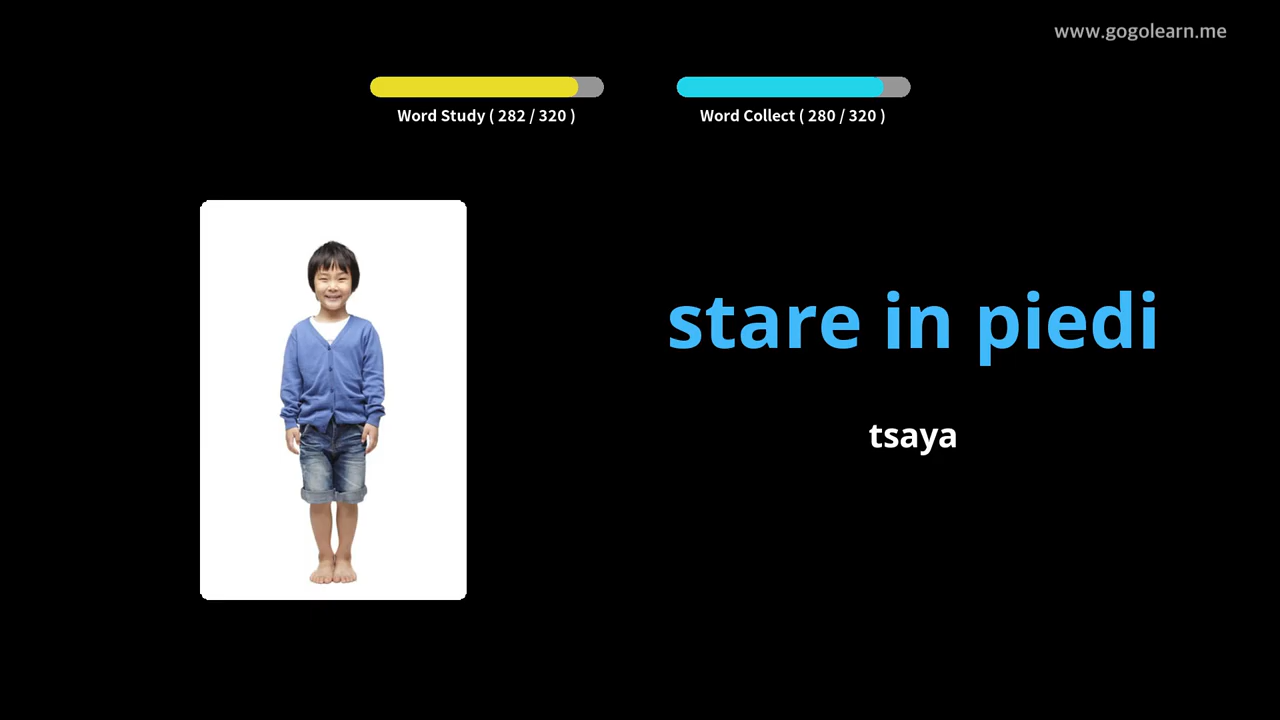 www.gogolearn.me
Word Study ( 282 / 320 )
Word Collect ( 280 / 320 )
stare in piedi
tsaya